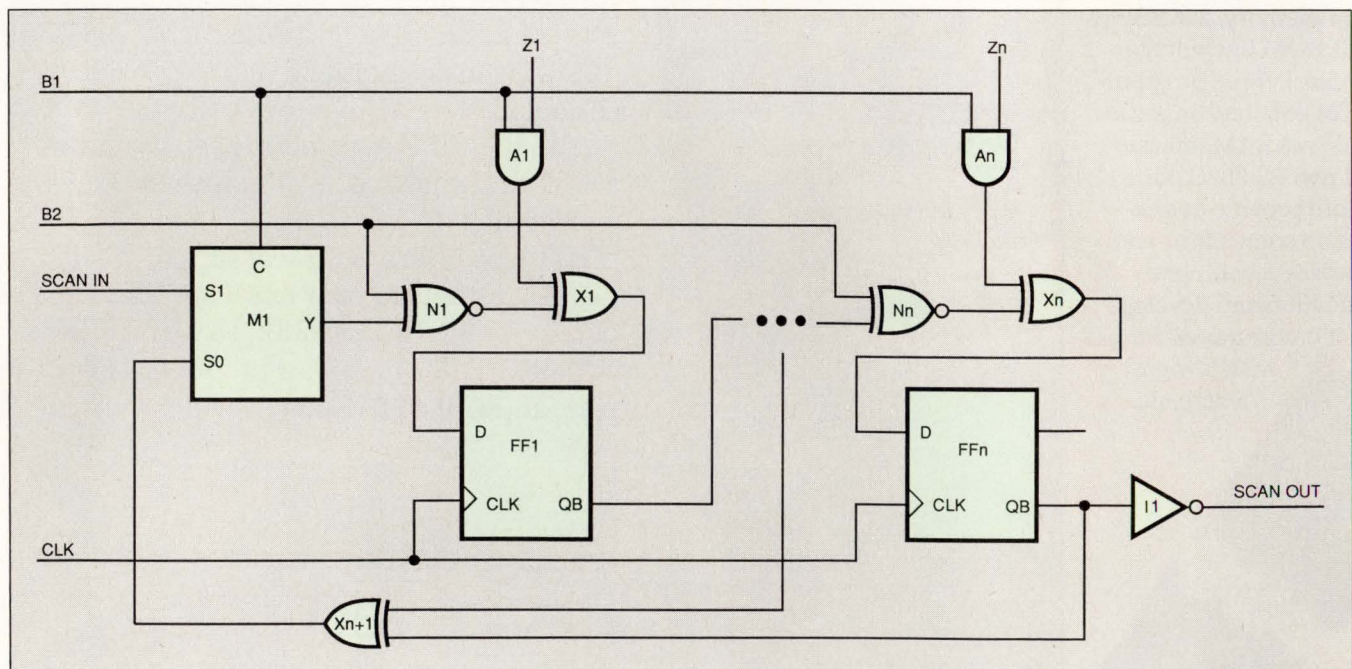 Z1
Zn
B1
A1
An
B2
SCAN IN
C
S1
M1
Y
S0
N1
X1
Nn
Xn
D
FF1
CLK
QB
D
FFn
CLK
QB
I1
SCAN OUT
CLK
Xn+1